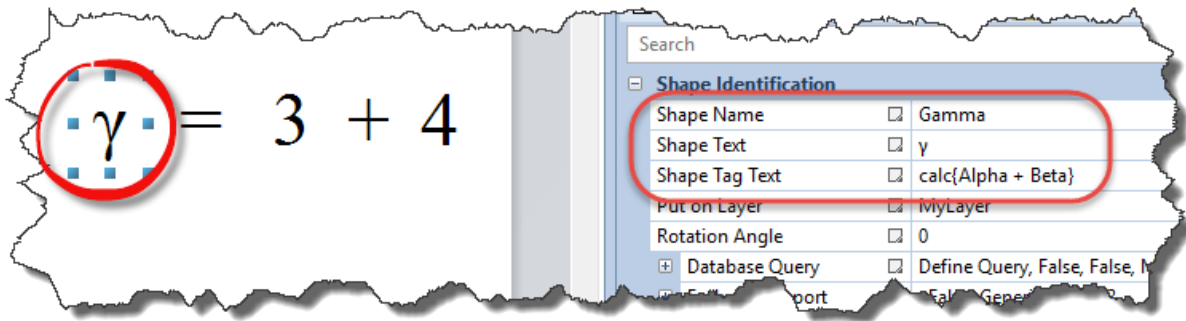 γ = 3 + 4
Search
Shape Identification
Shape Name Gamma
Shape Text γ
Shape Tag Text calc{Alpha + Beta}
Put on Layer MyLayer
Rotation Angle 0
Database Query Define Query, False, False,